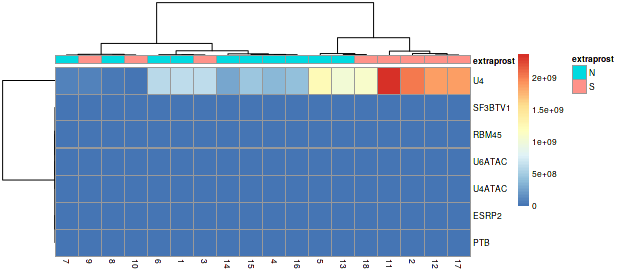 extraprost
extraprost
N
S
U4
SF3BTV1
RBM45
U6ATAC
U4ATAC
ESRP2
PTB
2e+09
1.5e+09
1e+09
5e+08
0
7 9 8 10 6 1 3 14 15 4 16 5 13 18 11 2 12 17